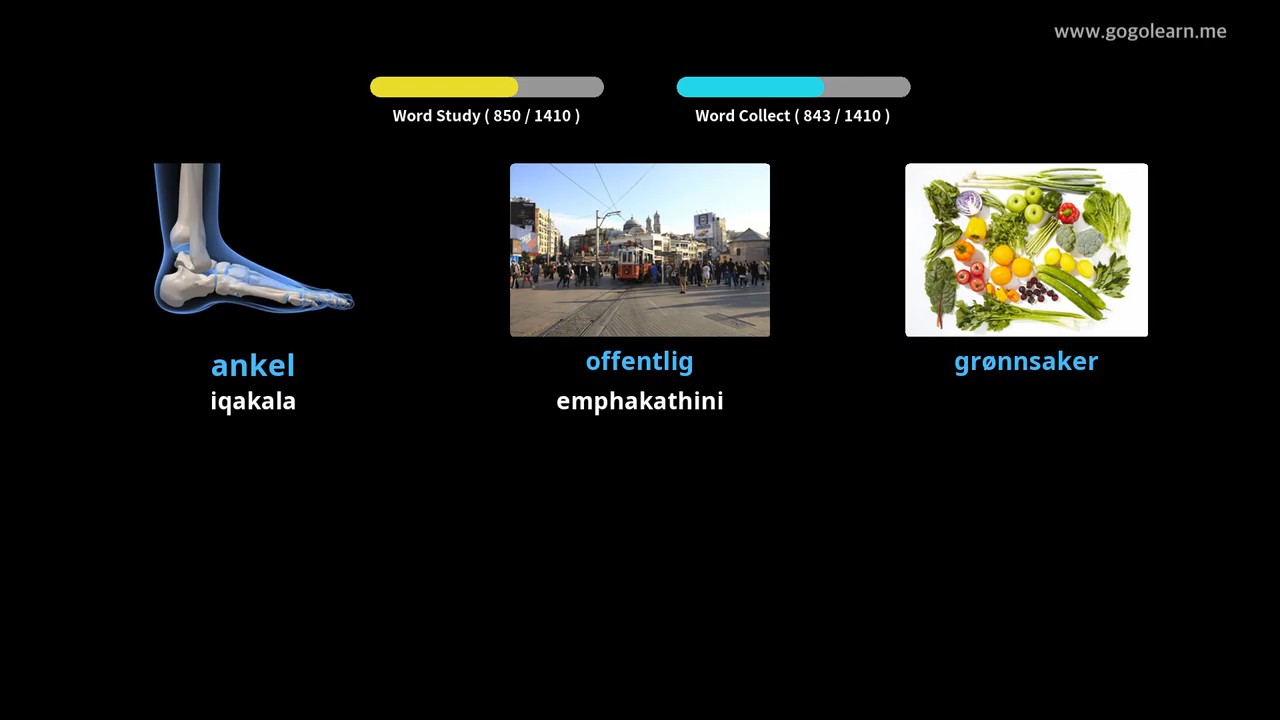 www.gogolearn.me
Word Study ( 850 / 1410 )
Word Collect ( 843 / 1410 )
ankel
iqakala
offentlig
emphakathini
grønnsaker